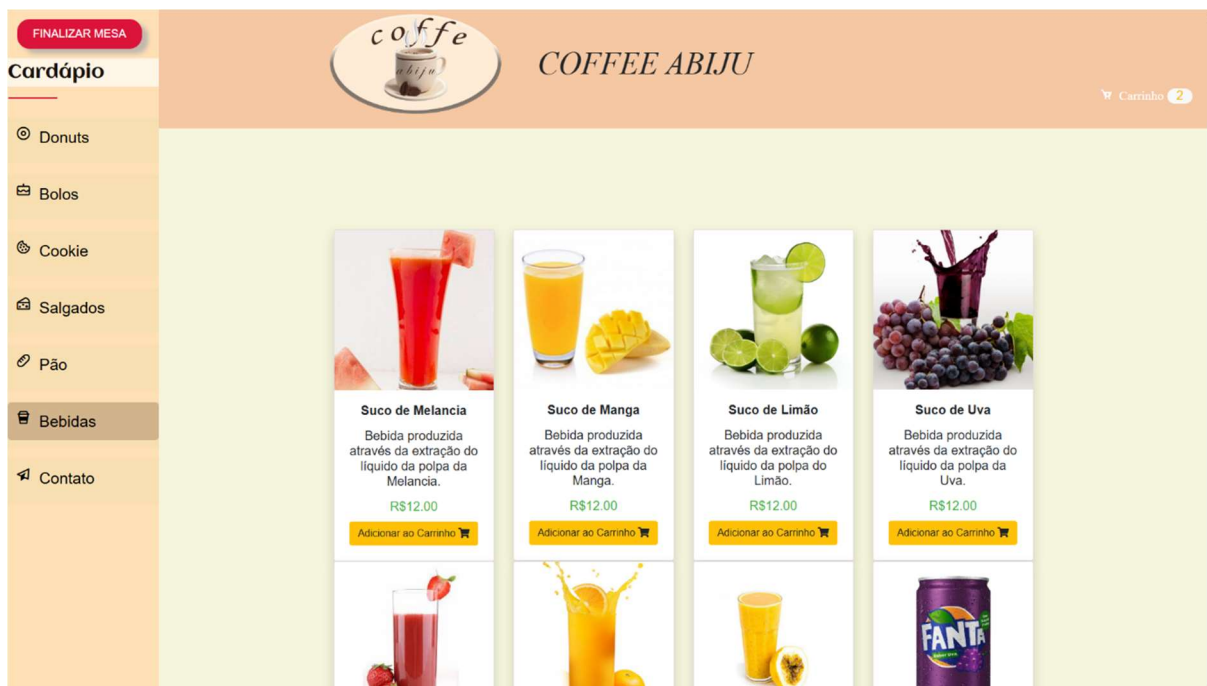 FINALIZAR MESA
Cardápio
Donuts
Bolos
Cookie
Salgados
Pão
Bebidas
Contato
coffe
abiju
COFFEE ABIJU
Carrinho 2
Suco de Melancia
Bebida produzida
através da extração do
líquido da polpa da
Melancia.
R$12.00
Adicionar ao Carrinho
Suco de Manga
Bebida produzida
através da extração do
líquido da polpa da
Manga.
R$12.00
Adicionar ao Carrinho
Suco de Limão
Bebida produzida
através da extração do
líquido da polpa do
Limão.
R$12.00
Adicionar ao Carrinho
Suco de Uva
Bebida produzida
através da extração do
líquido da polpa da
Uva.
R$12.00
Adicionar ao Carrinho
FANTA